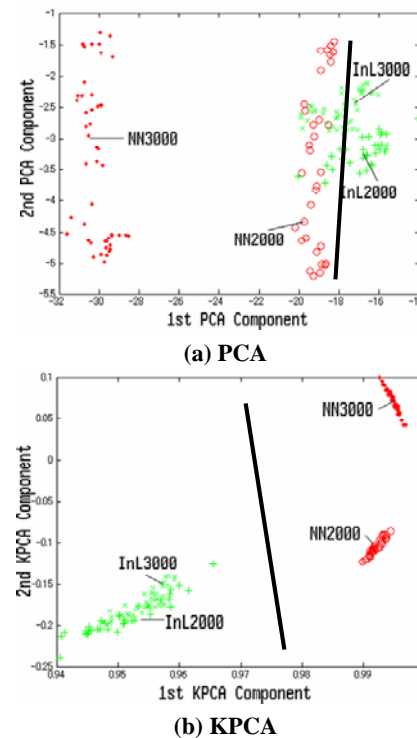 -1
-1.5
-2
-2.5
-3
-3.5
-4
-4.5
-5
-5.5
2nd PCA Component
NN3000
InL3000
InL2000
NN2000
-32 -30 -28 -26 -24 -22 -20 -18 -16 -14
1st PCA Component
(a) PCA
0.1
0.05
0
-0.05
-0.1
-0.15
-0.2
-0.25
2nd KPCA Component
NN3000
NN2000
InL3000
InL2000
0.94 0.95 0.96 0.97 0.98 0.99
1st KPCA Component
(b) KPCA